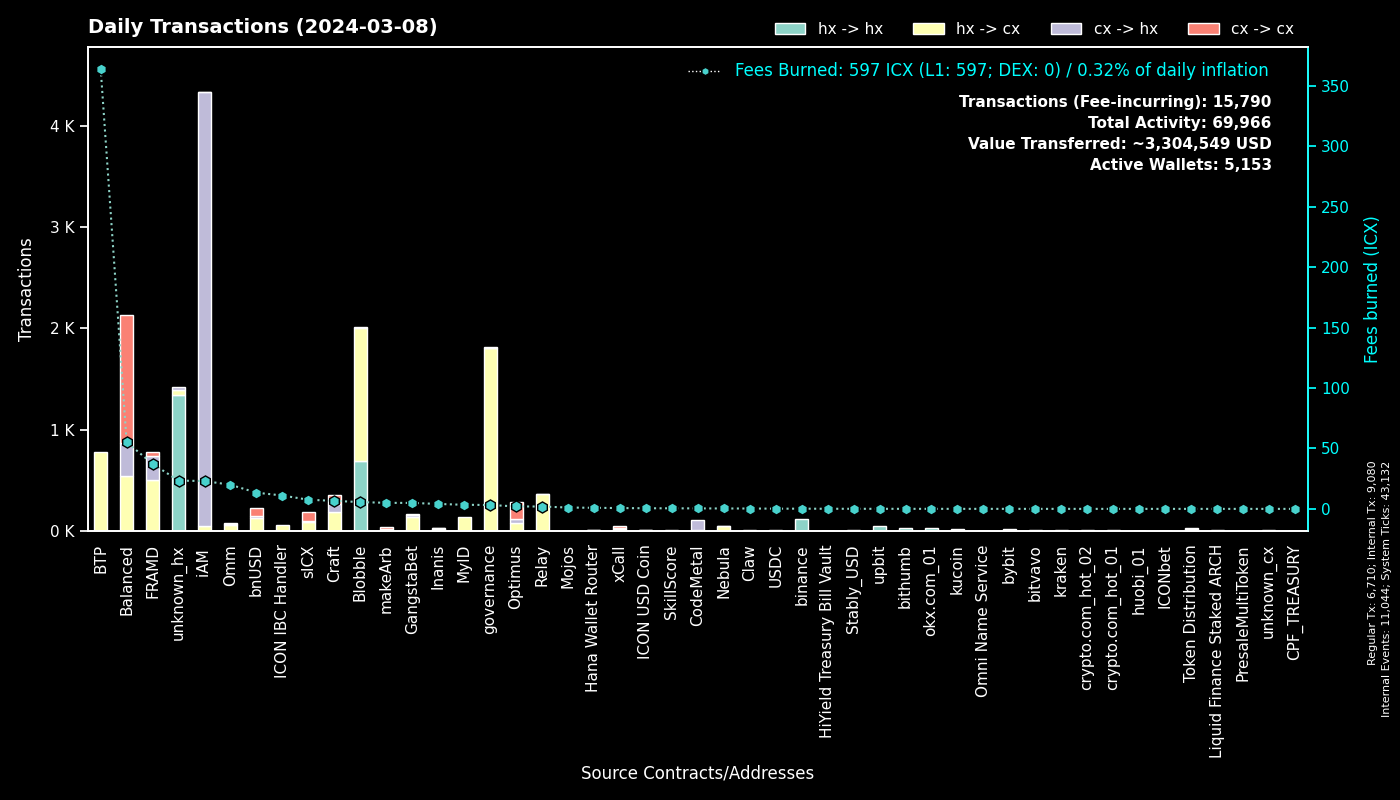 Daily Transactions (2024-03-08)
hx -> hx
hx -> cx
cx -> hx
cx -> cx
Fees Burned: 597 ICX (L1: 597; DEX: 0) / 0.32% of daily inflation
Transactions (Fee-incurring): 15,790
Total Activity: 69,966
Value Transferred: ~3,304,549 USD
Active Wallets: 5,153
Transactions
4 K
3 K
2 K
1 K
0 K
350
300
250
200
150
100
50
0
Fees burned (ICX)
BTP
Balanced
FRAMD
unknown_hx
iAM
Omm
bnUSD
ICON IBC Handler
sICX
Craft
Blobble
makeArb
GangstaBet
Inanis
MyID
governance
Optimus
Relay
Mojos
Hana Wallet Router
xCall
ICON USD Coin
SkillScore
CodeMetal
Nebula
Claw
USDC
binance
HiYield Treasury Bill Vault
Stably_USD
upbit
bithumb
okx.com_01
kucoin
Omni Name Service
bybit
bitvavo
kraken
crypto.com_hot_02
crypto.com_hot_01
huobi_01
ICONbet
Token Distribution
Liquid Finance Staked ARCH
PresaleMultiToken
unknown_cx
CPF_TREASURY
Source Contracts/Addresses
Regular Tx: 6,710; Internal Tx: 9,080
Internal Events: 11,044; System Ticks: 43,132